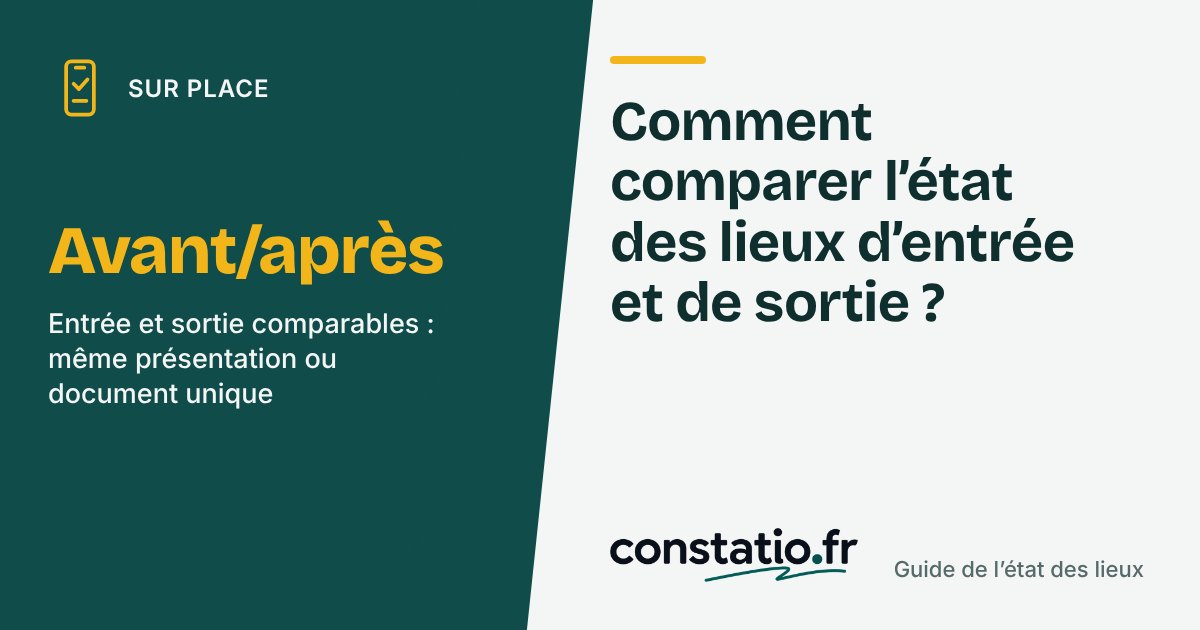 SUR PLACE
Avant/après
Entrée et sortie comparables :
même présentation ou
document unique
Comment
comparer l’état
des lieux d’entrée
et de sortie ?
constatio.fr
Guide de l’état des lieux